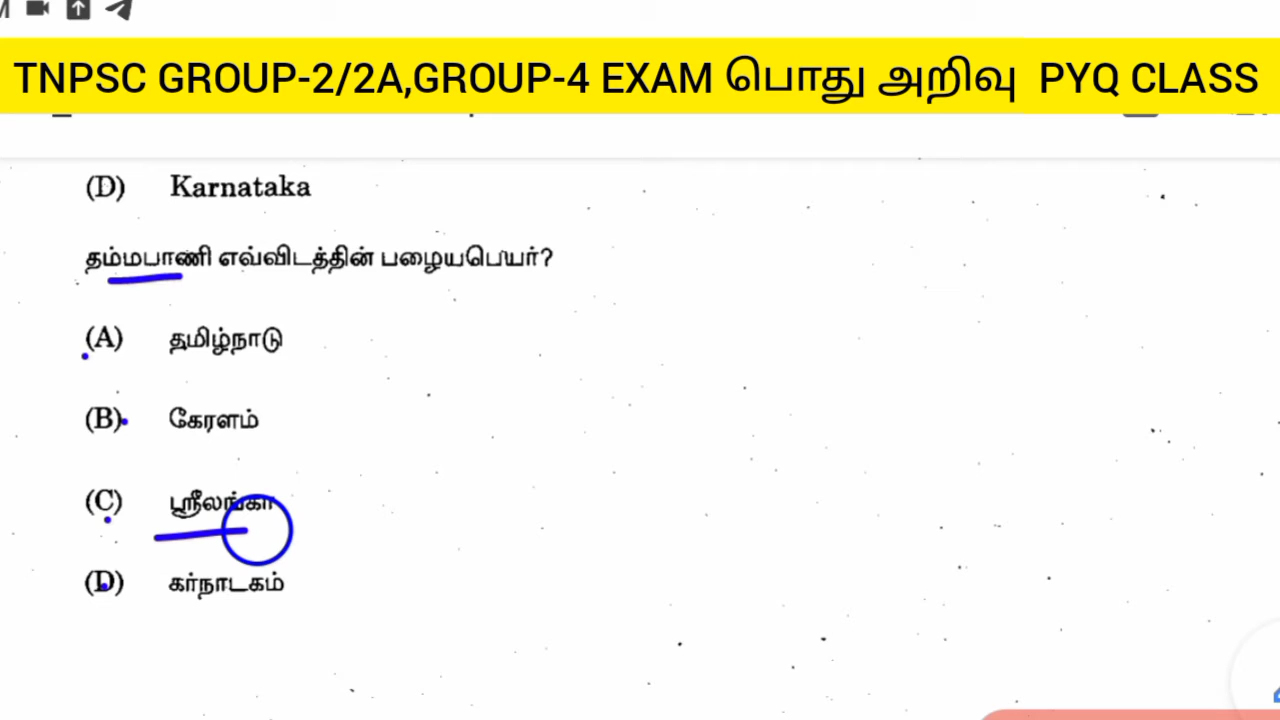 TNPSC GROUP-2/2A,GROUP-4 EXAM பொது அறிவு PYQ CLASS
(D) Karnataka
தம்மபாணி எவ்விடத்தின் பழையபெயர்?
(A) தமிழ்நாடு
(B) கேரளம்
(C) ஸ்ரீலங்கா
(D) கர்நாடகம்